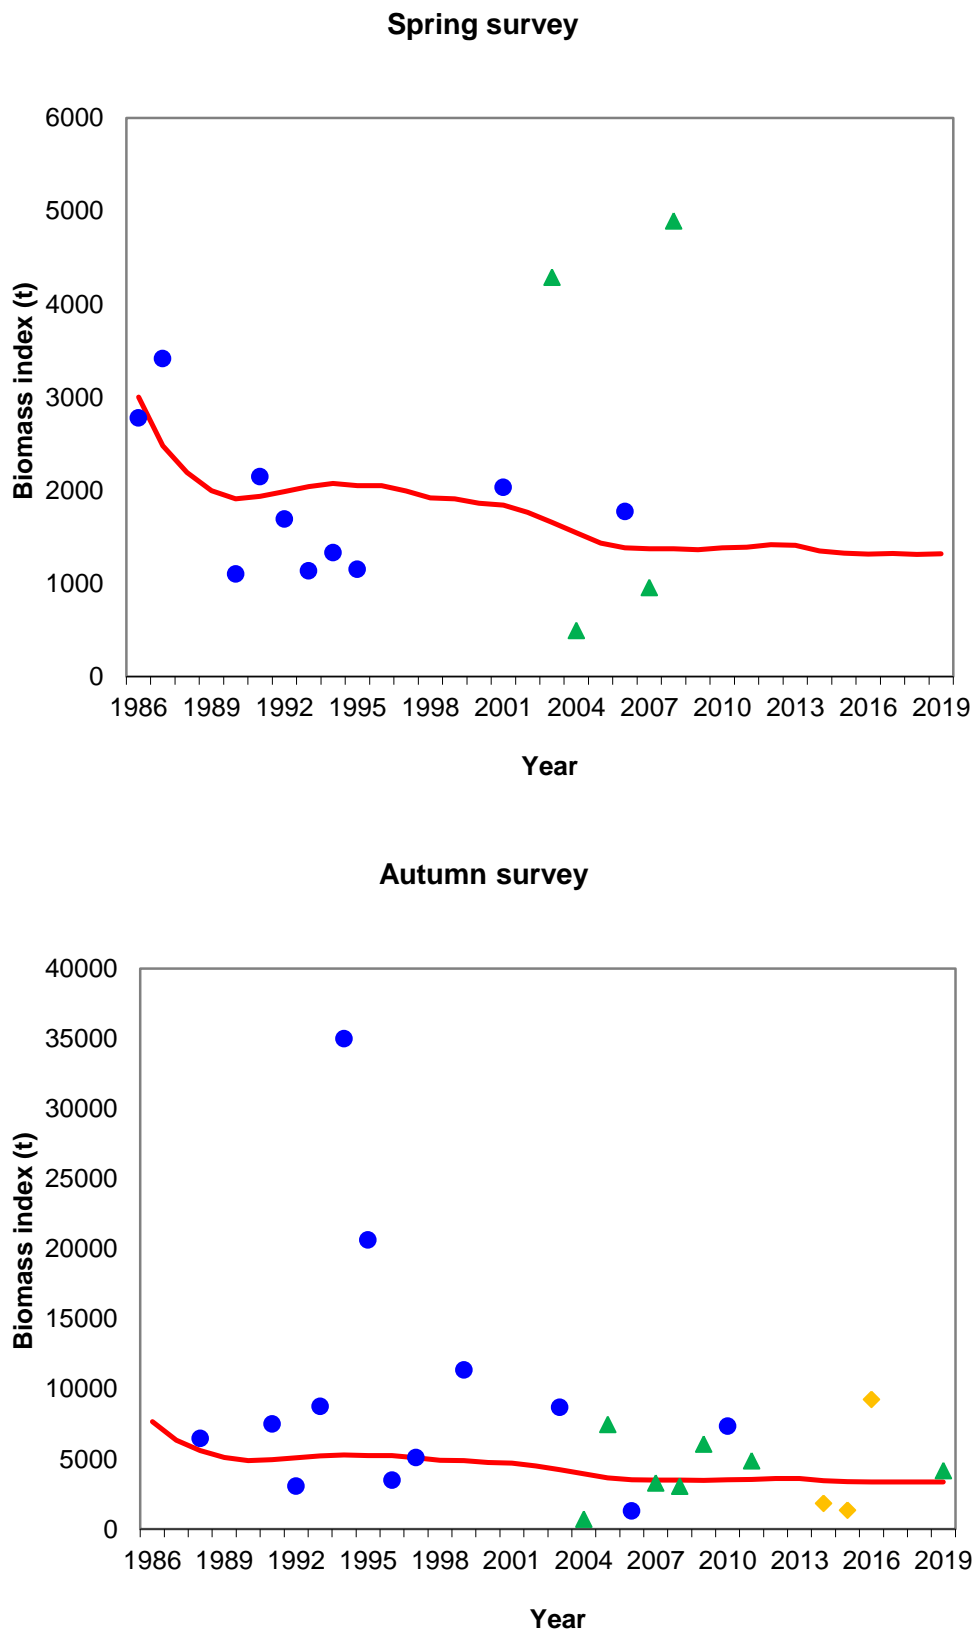 Spring survey
6000
5000
4000
3000
2000
1000
0
Biomass index (t)
1986 1989 1992 1995 1998 2001 2004 2007 2010 2013 2016 2019
Year
Autumn survey
40000
35000
30000
25000
20000
15000
10000
5000
0
Biomass index (t)
1986 1989 1992 1995 1998 2001 2004 2007 2010 2013 2016 2019
Year